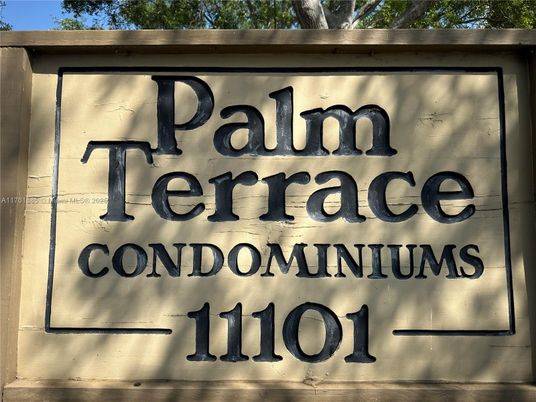 Palm
Terrace
CONDOMINIUMS
11101